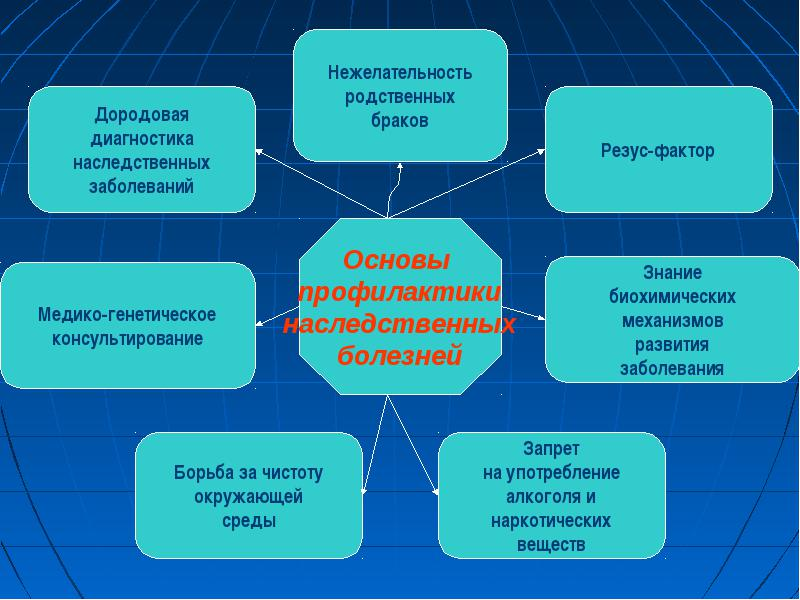 Нежелательность
родственных
браков
Дородовая
диагностика
наследственных
заболеваний
Резус-фактор
Основы
профилактики
наследственных
болезней
Медико-генетическое
консультирование
Знание
биохимических
механизмов
развития
заболевания
Борьба за чистоту
окружающей
среды
Запрет
на употребление
алкоголя и
наркотических
веществ